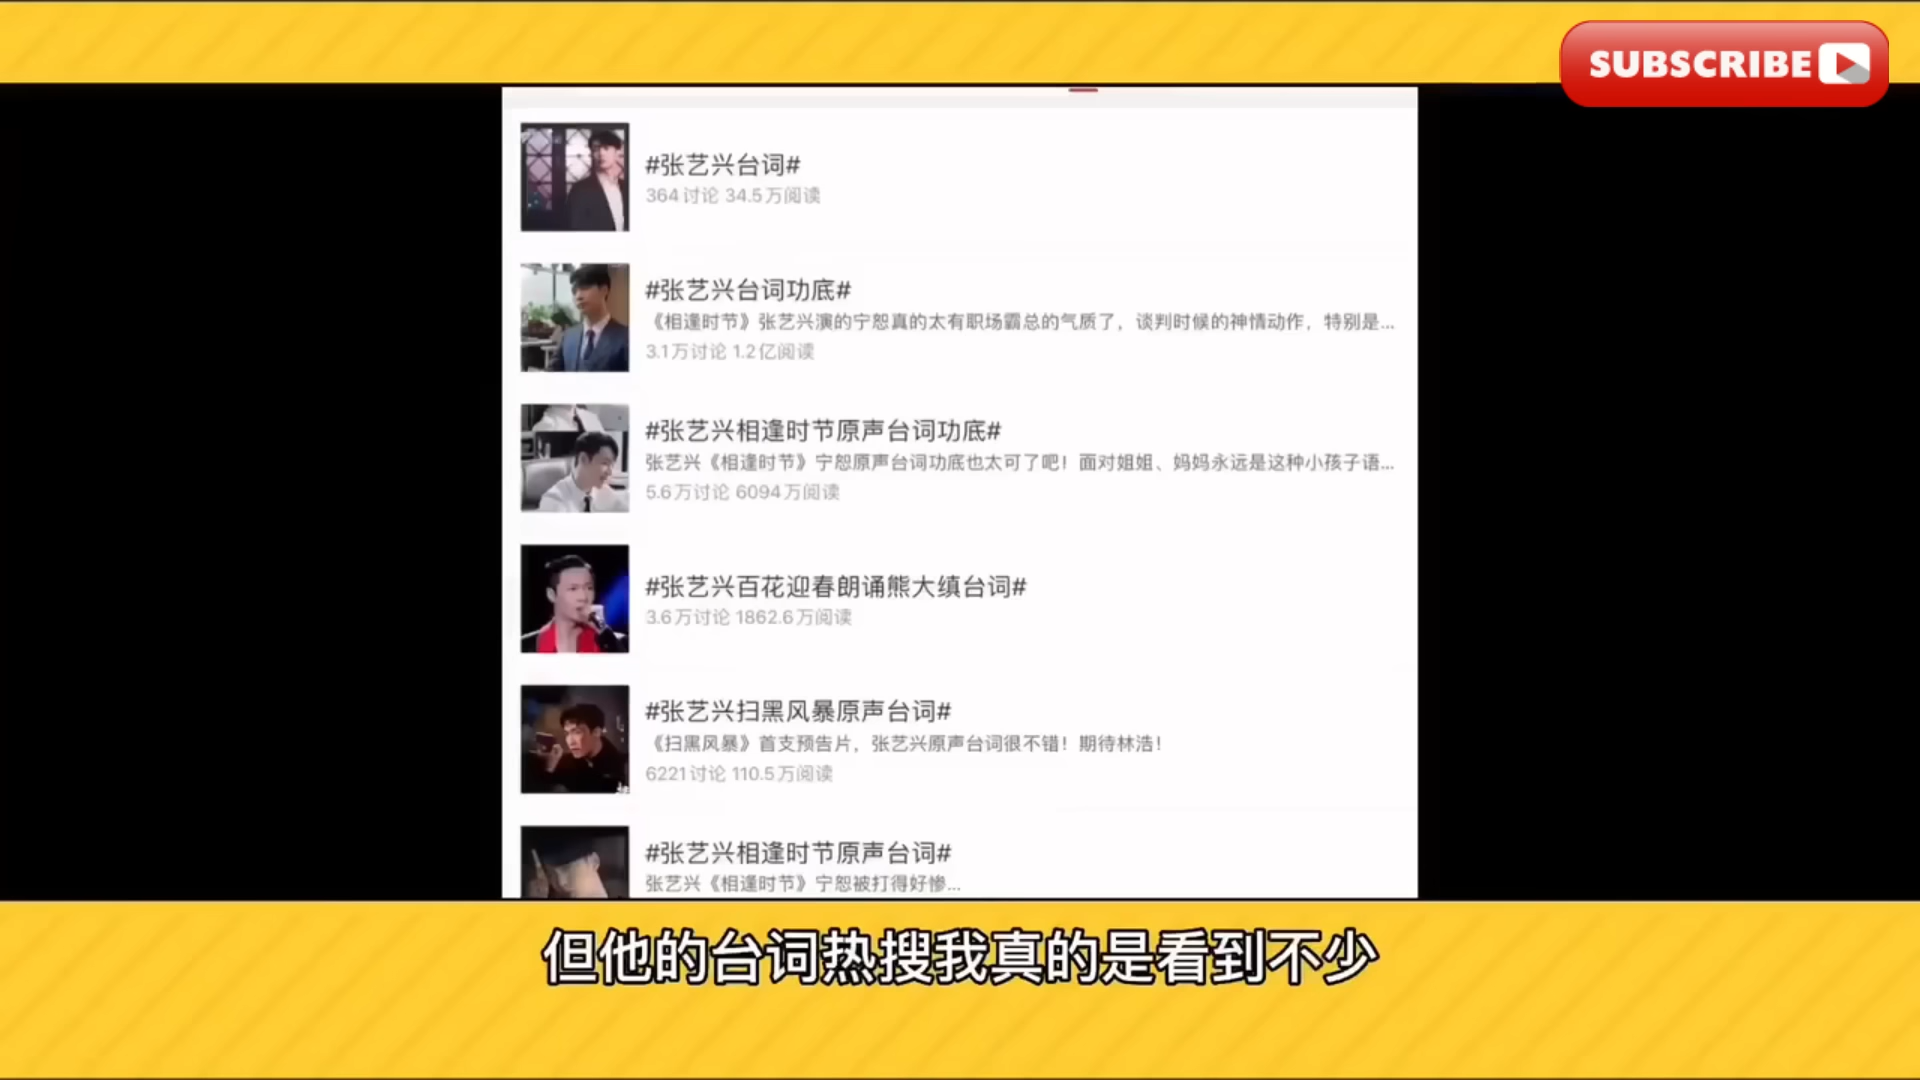 SUBSCRIBE
#张艺兴台词#
364讨论 34.5万阅读
#张艺兴台词功底#
《相逢时节》张艺兴演的宁恕真的太有职场霸总的气质了，谈判时候的神情动作，特别是...
3.1万讨论 1.2亿阅读
#张艺兴相逢时节原声台词功底#
张艺兴《相逢时节》宁恕原声台词功底也太可了吧！面对姐姐、妈妈永远是这种小孩子语...
5.6万讨论 6094万阅读
#张艺兴百花迎春朗诵熊大缜台词#
3.6万讨论 1862.6万阅读
#张艺兴扫黑风暴原声台词#
《扫黑风暴》首支预告片，张艺兴原声台词很不错！期待林浩！
6221讨论 110.5万阅读
#张艺兴相逢时节原声台词#
张艺兴《相逢时节》宁恕被打得好惨...
但他的台词热搜我真的是看到不少